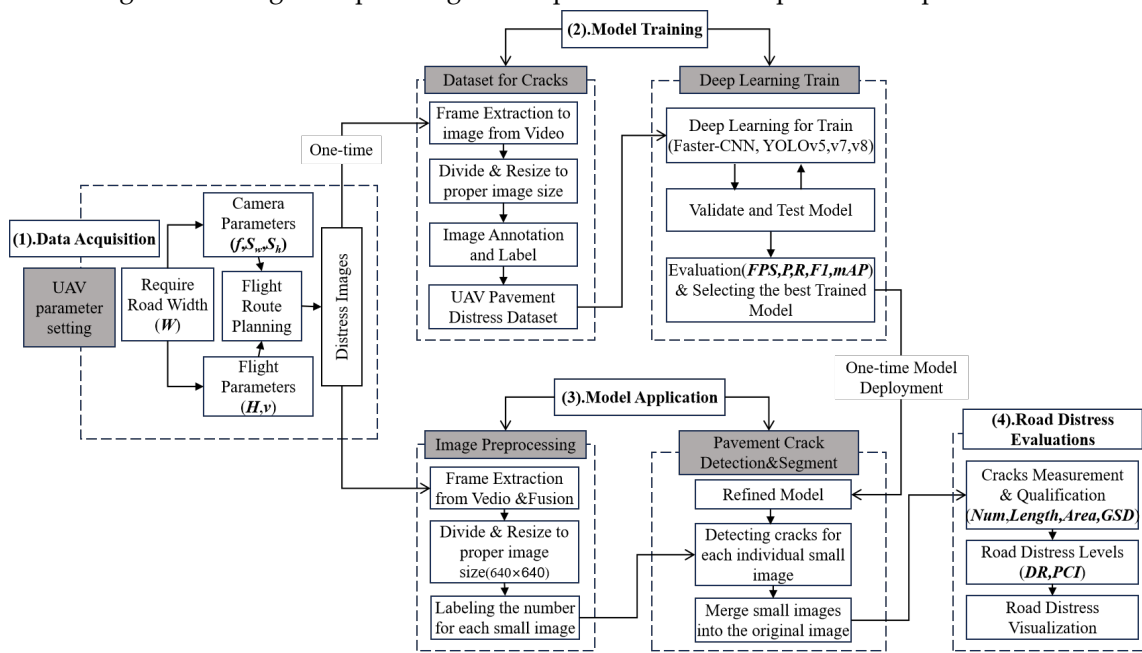 (2).Model Training
Dataset for Cracks
Frame Extraction to
image from Video
Divide & Resize to
proper image size
Image Annotation
and Label
UAV Pavement
Distress Dataset
Deep Learning Train
Deep Learning for Train
(Faster-CNN, YOLOv5,v7,v8)
Validate and Test Model
Evaluation(FPS,P,R,F1,mAP)
& Selecting the best Trained
Model
One-time
(1).Data Acquisition
UAV
parameter
setting
Require
Road Width
(W)
Camera
Parameters
(f,Sw,Sh)
Flight
Route
Planning
Flight
Parameters
(H,v)
Distress Images
One-time Model
Deployment
(3).Model Application
Image Preprocessing
Frame Extraction
from Vedio &Fusion
Divide & Resize to
proper image
size(640×640)
Labeling the number
for each small image
Pavement Crack
Detection&Segment
Refined Model
Detecting cracks for
each individual small
image
Merge small images
into the original image
(4).Road Distress
Evaluations
Cracks Measurement
& Qualification
(Num,Length,Area,GSD)
Road Distress Levels
(DR,PCI)
Road Distress
Visualization